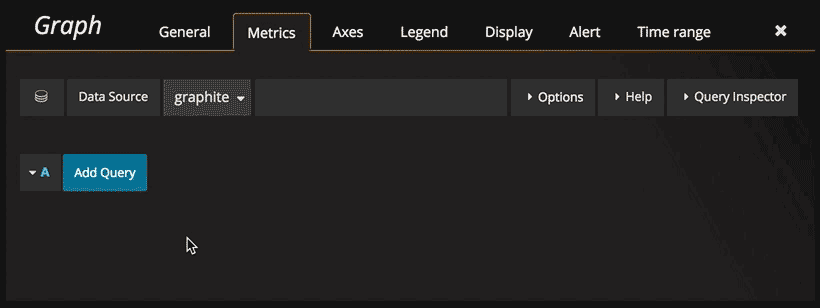 Graph General Metrics Axes Legend Display Alert Time range
Data Source graphite Options Help Query Inspector
A Add Query